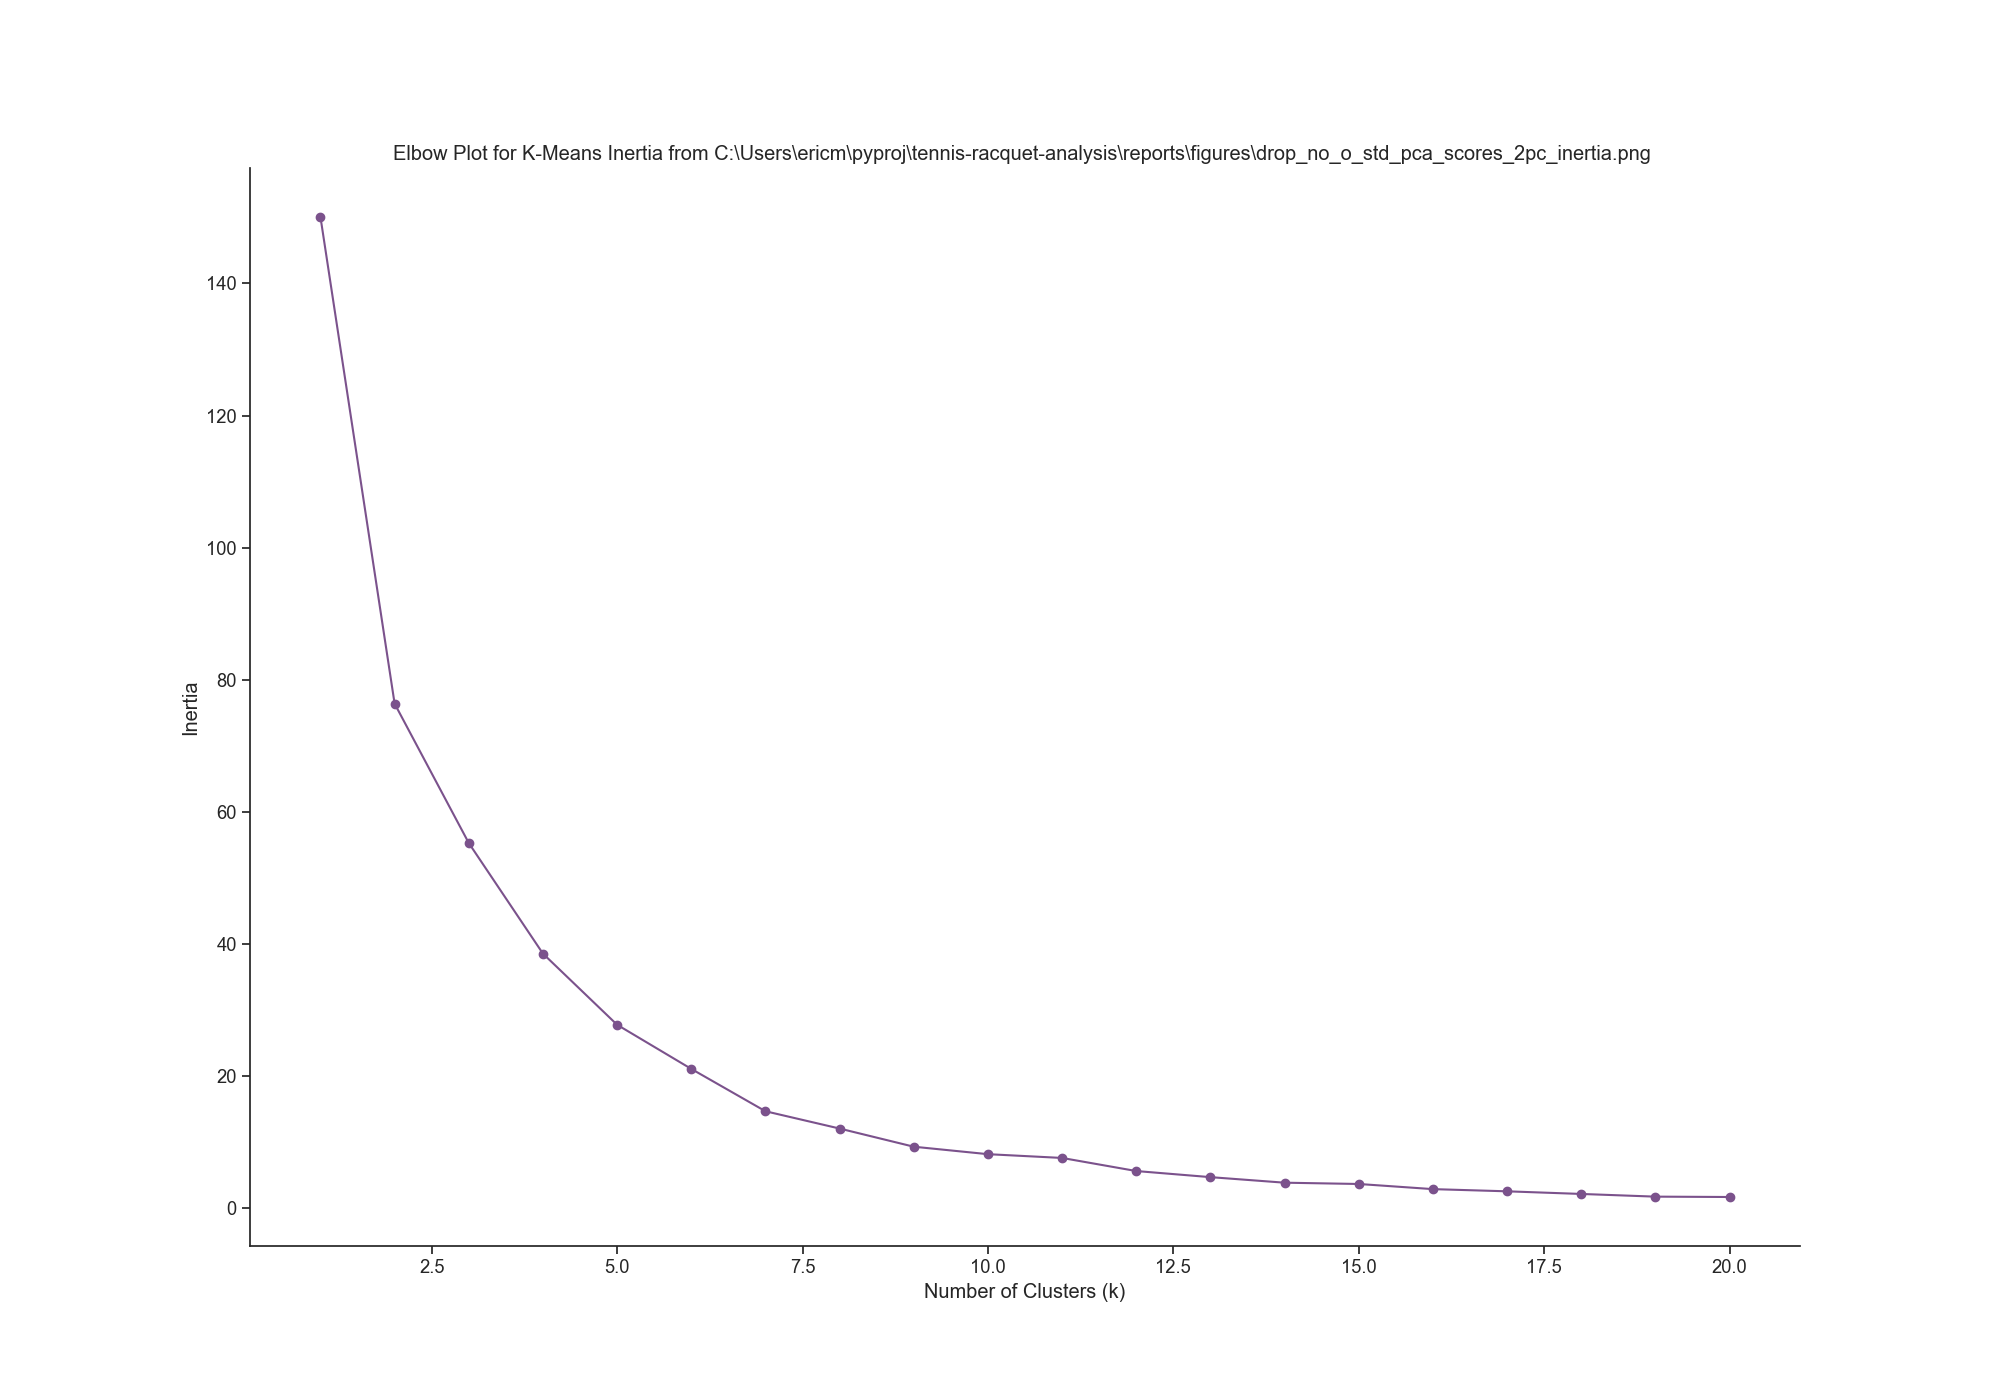 Elbow Plot for K-Means Inertia from C:\Users\ericm\pyproj\tennis-racquet-analysis\reports\figures\drop_no_o_std_pca_scores_2pc_inertia.png
140
120
100
80
60
40
20
0
Inertia
2.5 5.0 7.5 10.0 12.5 15.0 17.5 20.0
Number of Clusters (k)